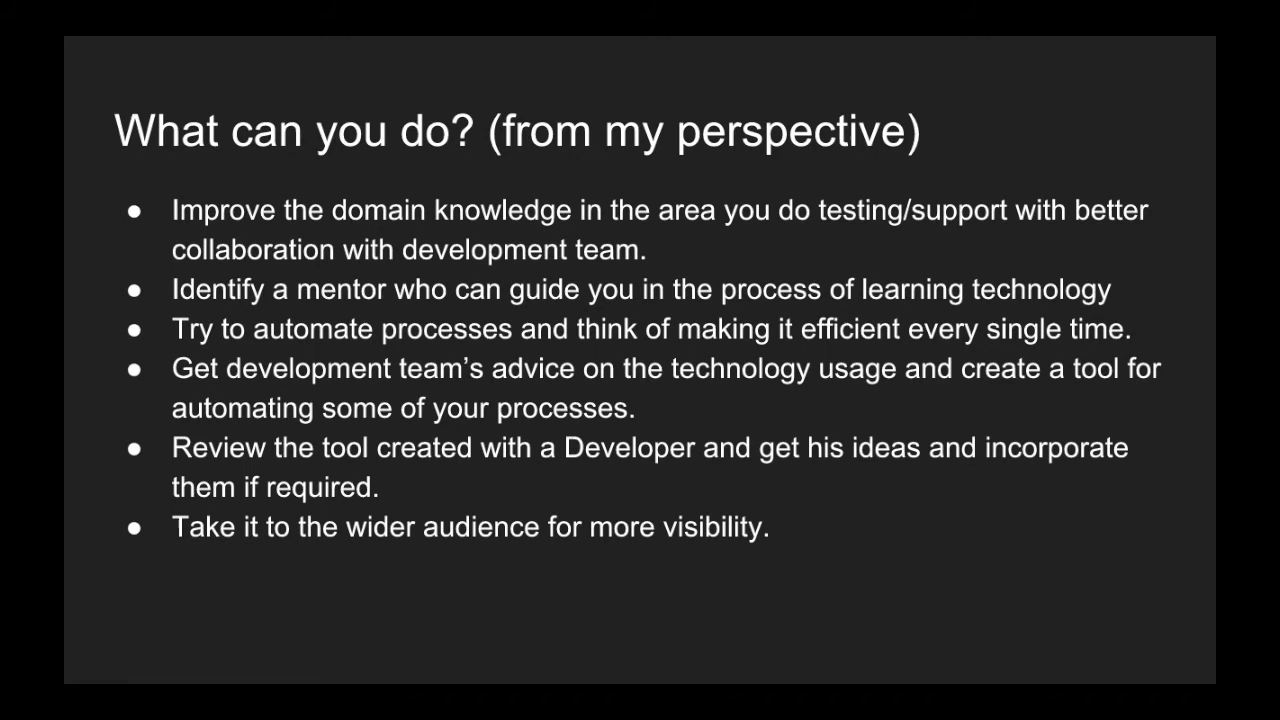 What can you do? (from my perspective)
● Improve the domain knowledge in the area you do testing/support with better
collaboration with development team.
● Identify a mentor who can guide you in the process of learning technology
● Try to automate processes and think of making it efficient every single time.
● Get development team's advice on the technology usage and create a tool for
automating some of your processes.
● Review the tool created with a Developer and get his ideas and incorporate
them if required.
● Take it to the wider audience for more visibility.